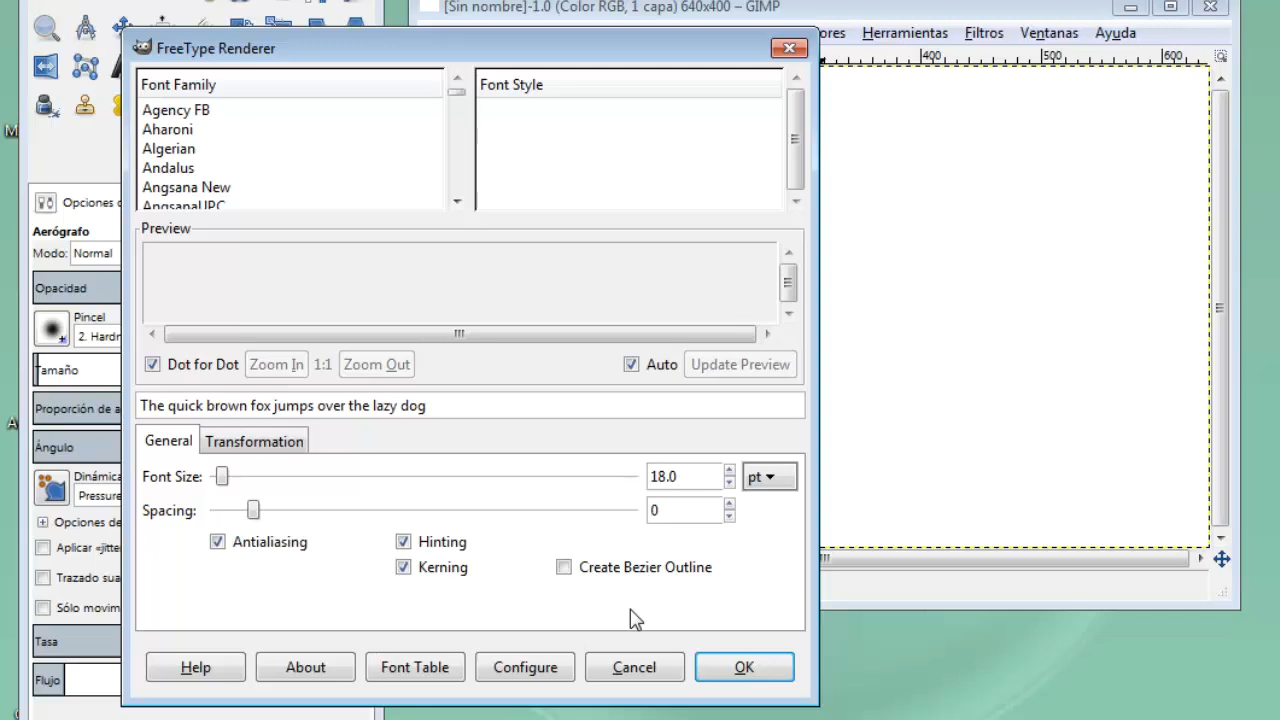 [Sin nombre]-1.0 (Color RGB, 1 capa) 640x400 – GIMP
ores Herramientas Filtros Ventanas Ayuda
400 500 600
FreeType Renderer
Font Family
Agency FB
Aharoni
Algerian
Andalus
Angsana New
AngsanaUPC
Font Style
Preview
Dot for Dot Zoom In 1:1 Zoom Out Auto Update Preview
The quick brown fox jumps over the lazy dog
General Transformation
Font Size: 18.0 pt
Spacing: 0
Antialiasing Hinting
Kerning Create Bezier Outline
Help About Font Table Configure Cancel OK
Opciones d
Aerógrafo
Modo: Normal
Opacidad
Pincel
2. Hardn
Tamaño
Proporción de a
Ángulo
Dinámica
Pressure
Opciones de
Aplicar «jitte
Trazado sua
Sólo movim
Tasa
Flujo
M
A